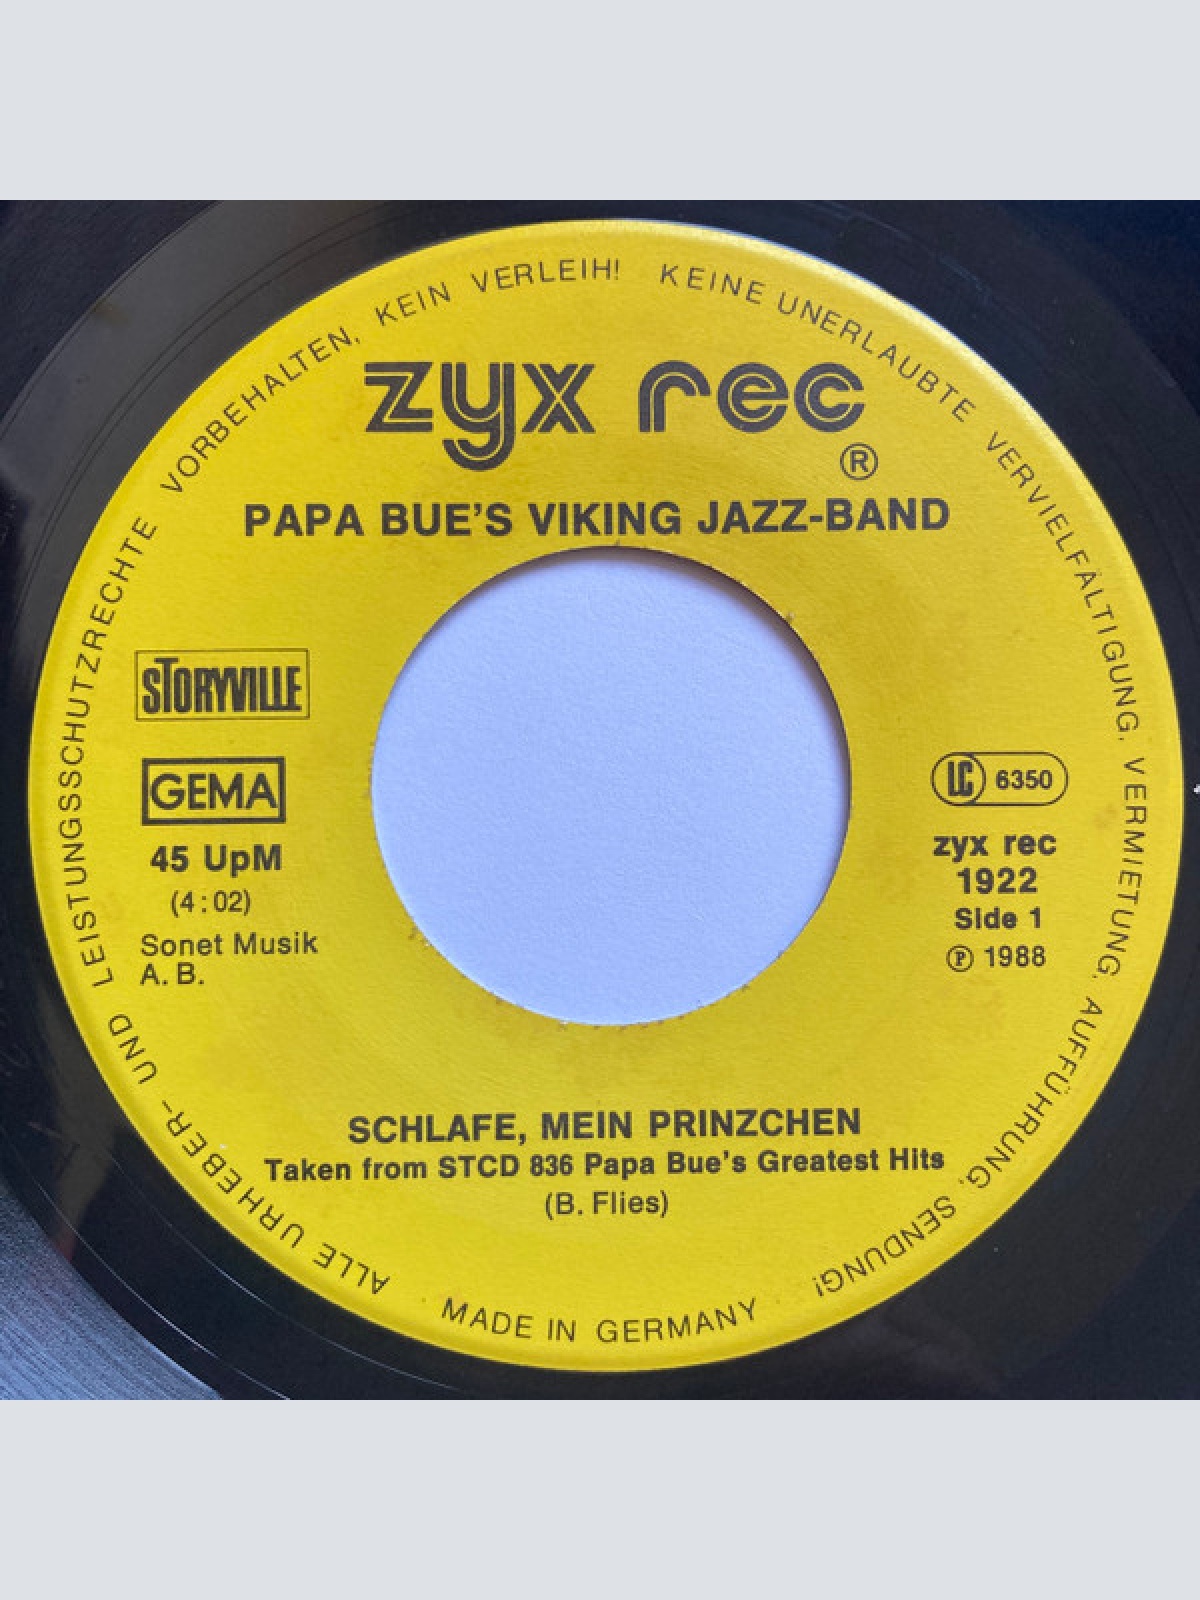 ALLE URHEBER- UND LEISTUNGSSCHUTZRECHTE VORBEHALTEN, KEIN VERLEIH! KEINE UNERLAUBTE VERVIELFÄLTIGUNG, VERMIETUNG, AUFFÜHRUNG, SENDUNG!
zyx rec
®
PAPA BUE'S VIKING JAZZ-BAND
STORYVILLE
GEMA
45 UpM
(4:02)
Sonet Musik
A. B.
LC 6350
zyx rec
1922
Side 1
℗ 1988
SCHLAFE, MEIN PRINZCHEN
Taken from STCD 836 Papa Bue's Greatest Hits
(B. Flies)
MADE IN GERMANY